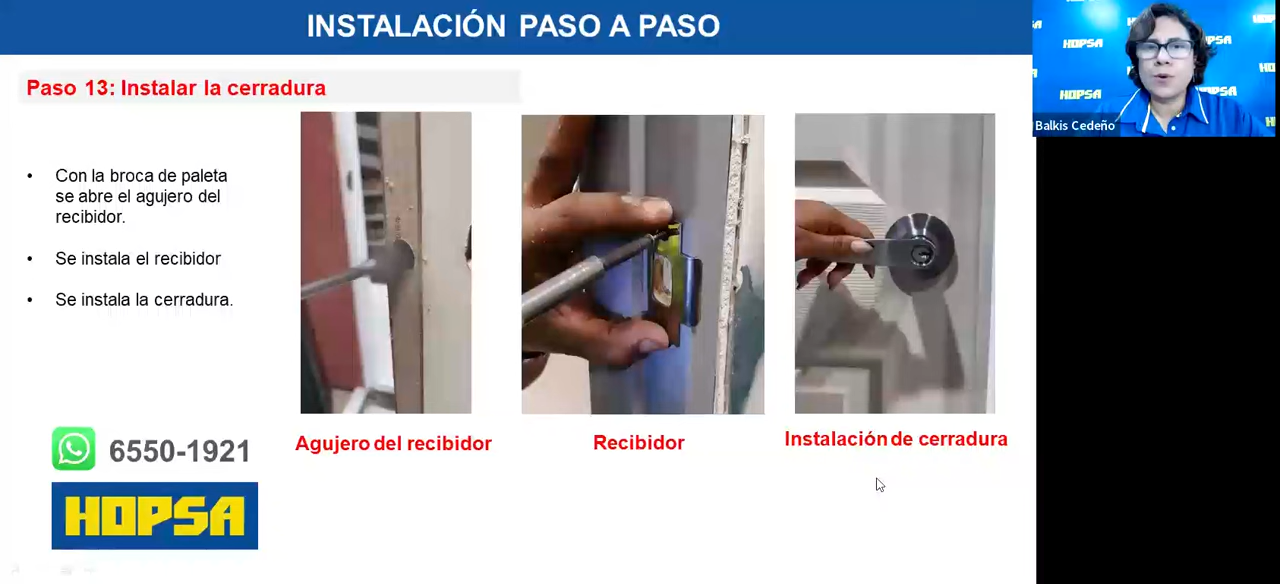 INSTALACIÓN PASO A PASO
Paso 13: Instalar la cerradura
• Con la broca de paleta
se abre el agujero del
recibidor.
• Se instala el recibidor
• Se instala la cerradura.
Agujero del recibidor
Recibidor
Instalación de cerradura
6550-1921
HOPSA
HOPSA
HOPSA
HOPSA
Balkis Cedeño